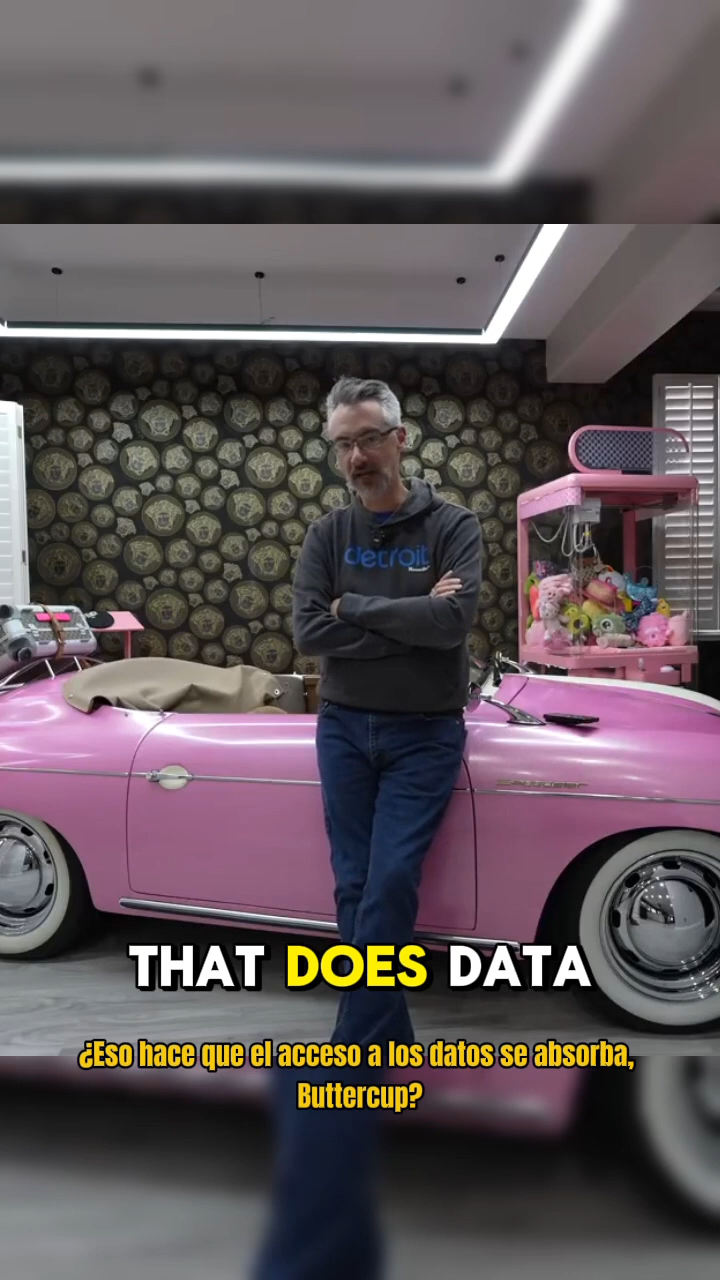 detroit
THAT DOES DATA
¿Eso hace que el acceso a los datos se absorba,
Buttercup?